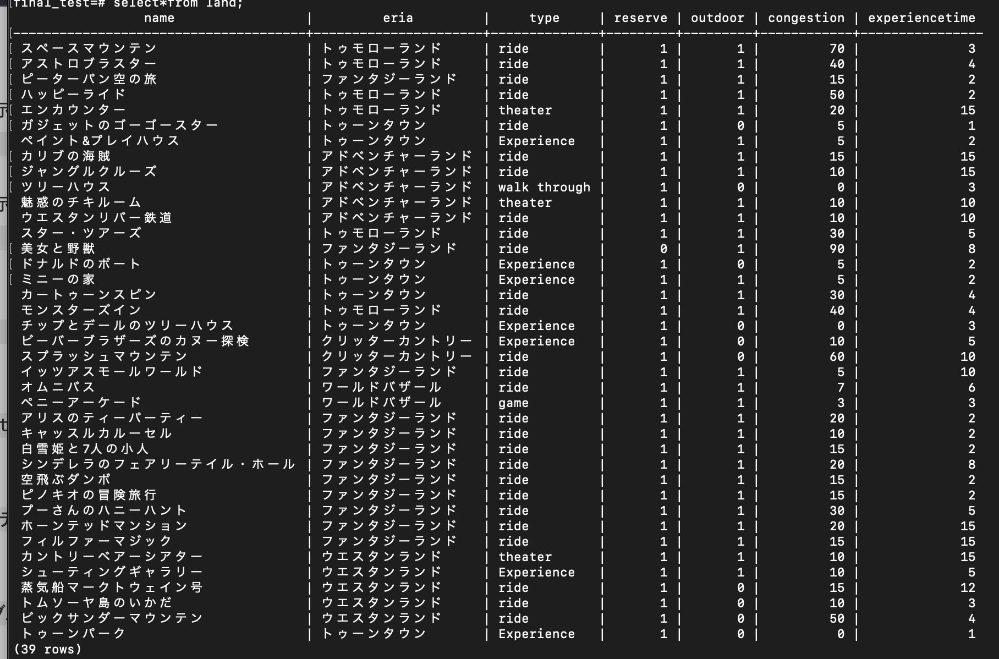 final_test=# select*from land;
name | eria | type | reserve | outdoor | congestion | experiencetime
スペースマウンテン | トゥモローランド | ride | 1 | 1 | 70 | 3
アストロブラスター | トゥモローランド | ride | 1 | 1 | 40 | 4
ピーターパン空の旅 | ファンタジーランド | ride | 1 | 1 | 15 | 2
ハッピーライド | トゥモローランド | ride | 1 | 1 | 50 | 2
エンカウンター | トゥモローランド | theater | 1 | 1 | 20 | 15
ガジェットのゴーゴースター | トゥーンタウン | ride | 1 | 0 | 5 | 1
ペイント&プレイハウス | トゥーンタウン | Experience | 1 | 1 | 5 | 2
カリブの海賊 | アドベンチャーランド | ride | 1 | 1 | 15 | 15
ジャングルクルーズ | アドベンチャーランド | ride | 1 | 1 | 10 | 15
ツリーハウス | アドベンチャーランド | walk through | 1 | 0 | 0 | 3
魅惑のチキルーム | アドベンチャーランド | theater | 1 | 1 | 10 | 10
ウエスタンリバー鉄道 | アドベンチャーランド | ride | 1 | 1 | 10 | 10
スター・ツアーズ | トゥモローランド | ride | 1 | 1 | 30 | 5
美女と野獣 | ファンタジーランド | ride | 0 | 1 | 90 | 8
ドナルドのボート | トゥーンタウン | Experience | 1 | 0 | 5 | 2
ミニーの家 | トゥーンタウン | Experience | 1 | 1 | 5 | 2
カートゥーンスピン | トゥーンタウン | ride | 1 | 1 | 30 | 4
モンスターズイン | トゥモローランド | ride | 1 | 1 | 40 | 4
チップとデールのツリーハウス | トゥーンタウン | Experience | 1 | 0 | 0 | 3
ビーバーブラザーズのカヌー探検 | クリッターカントリー | Experience | 1 | 0 | 10 | 5
スプラッシュマウンテン | クリッターカントリー | ride | 1 | 0 | 60 | 10
イッツアスモールワールド | ファンタジーランド | ride | 1 | 1 | 5 | 10
オムニバス | ワールドバザール | ride | 1 | 1 | 7 | 6
ペニーアーケード | ワールドバザール | game | 1 | 1 | 3 | 3
アリスのティーパーティー | ファンタジーランド | ride | 1 | 1 | 20 | 2
キャッスルカルーセル | ファンタジーランド | ride | 1 | 1 | 10 | 2
白雪姫と7人の小人 | ファンタジーランド | ride | 1 | 1 | 15 | 2
シンデレラのフェアリーテイル・ホール | ファンタジーランド | ride | 1 | 1 | 20 | 8
空飛ぶダンボ | ファンタジーランド | ride | 1 | 1 | 15 | 2
ピノキオの冒険旅行 | ファンタジーランド | ride | 1 | 1 | 15 | 2
プーさんのハニーハント | ファンタジーランド | ride | 1 | 1 | 30 | 5
ホーンテッドマンション | ファンタジーランド | ride | 1 | 1 | 20 | 15
フィルファーマジック | ファンタジーランド | ride | 1 | 1 | 15 | 15
カントリーベアーシアター | ウエスタンランド | theater | 1 | 1 | 10 | 15
シューティングギャラリー | ウエスタンランド | Experience | 1 | 1 | 10 | 5
蒸気船マークトウェイン号 | ウエスタンランド | ride | 1 | 0 | 15 | 12
トムソーヤ島のいかだ | ウエスタンランド | ride | 1 | 0 | 10 | 3
ビックサンダーマウンテン | ウエスタンランド | ride | 1 | 0 | 50 | 4
トゥーンパーク | トゥーンタウン | Experience | 1 | 0 | 0 | 1
(39 rows)